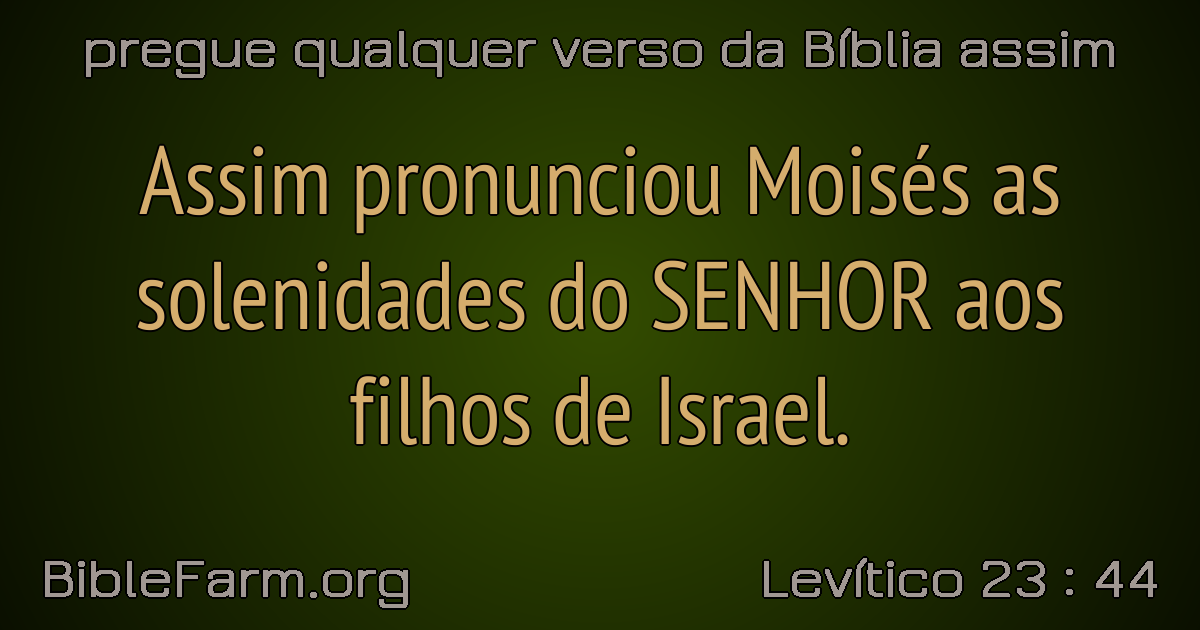 pregue qualquer verso da Bíblia assim
Assim pronunciou Moisés as
solenidades do SENHOR aos
filhos de Israel.
BibleFarm.org
Levítico 23 : 44